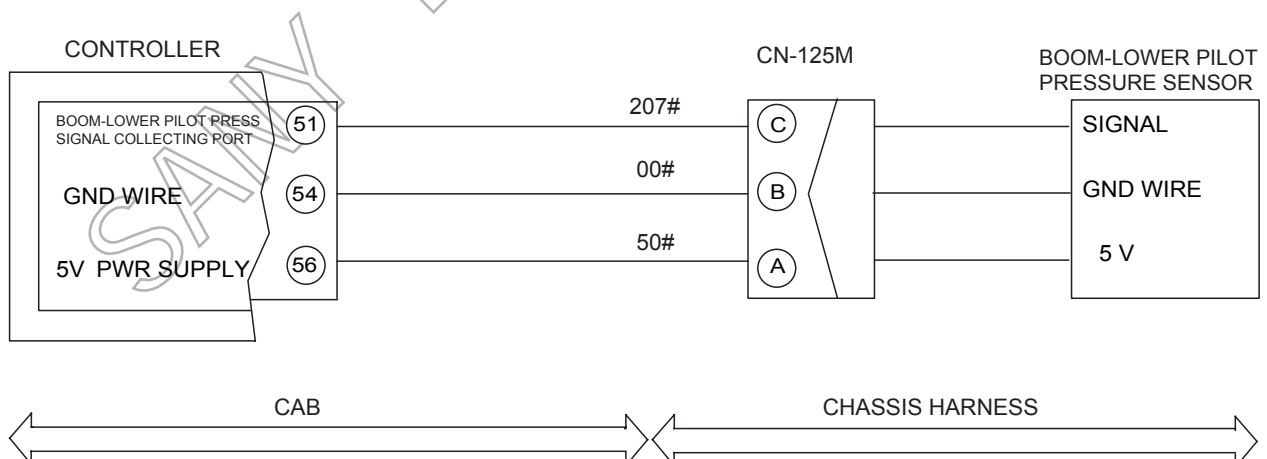 CONTROLLER
CN-125M
BOOM-LOWER PILOT
PRESSURE SENSOR
BOOM-LOWER PILOT PRESS
SIGNAL COLLECTING PORT
51
207#
C
SIGNAL
GND WIRE
54
00#
B
GND WIRE
5V PWR SUPPLY
56
50#
A
5 V
CAB
CHASSIS HARNESS
SANY